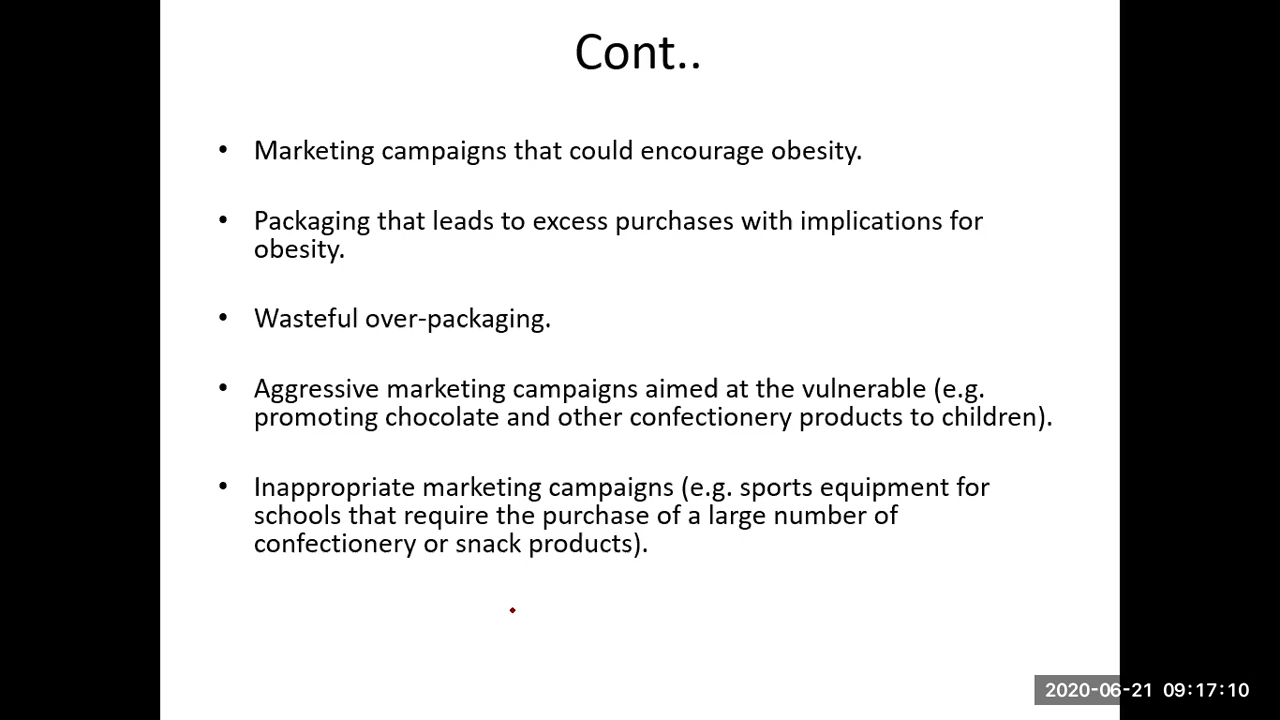 Cont..
• Marketing campaigns that could encourage obesity.
• Packaging that leads to excess purchases with implications for
obesity.
• Wasteful over-packaging.
• Aggressive marketing campaigns aimed at the vulnerable (e.g.
promoting chocolate and other confectionery products to children).
• Inappropriate marketing campaigns (e.g. sports equipment for
schools that require the purchase of a large number of
confectionery or snack products).
2020-06-21 09:17:10